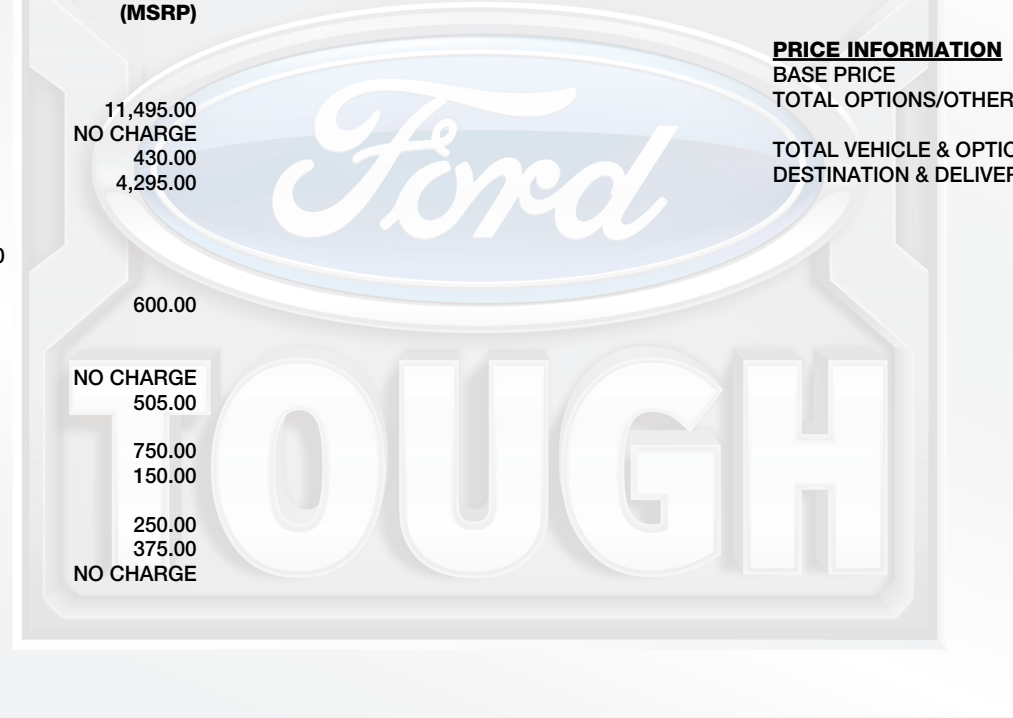 (MSRP)
11,495.00
NO CHARGE
430.00
4,295.00
0
600.00
NO CHARGE
505.00
750.00
150.00
250.00
375.00
NO CHARGE
PRICE INFORMATION
BASE PRICE
TOTAL OPTIONS/OTHER
TOTAL VEHICLE & OPTIO
DESTINATION & DELIVER
Ford
TOUGH